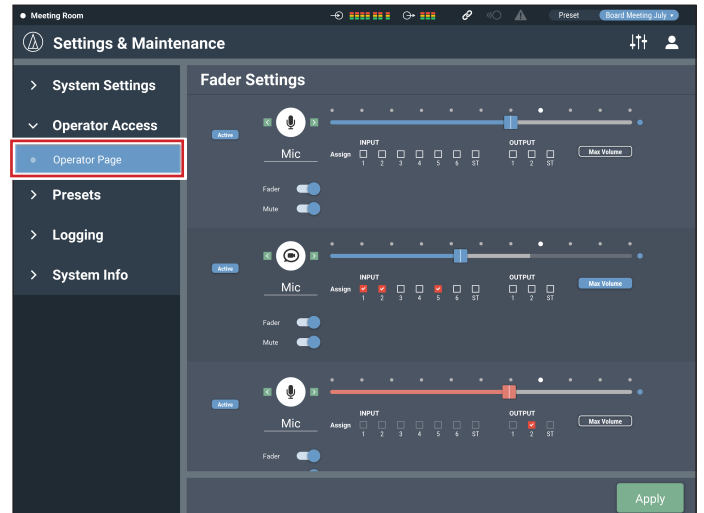 Meeting Room Preset Board Meeting July
Settings & Maintenance
System Settings
Operator Access
Operator Page
Presets
Logging
System Info
Fader Settings
Active
Mic
Assign
INPUT
1 2 3 4 5 6 ST
OUTPUT
1 2 ST
Max Volume
Fader
Mute
Active
Mic
Assign
INPUT
1 2 3 4 5 6 ST
OUTPUT
1 2 ST
Max Volume
Fader
Mute
Active
Mic
Assign
INPUT
1 2 3 4 5 6 ST
OUTPUT
1 2 ST
Max Volume
Fader
Apply